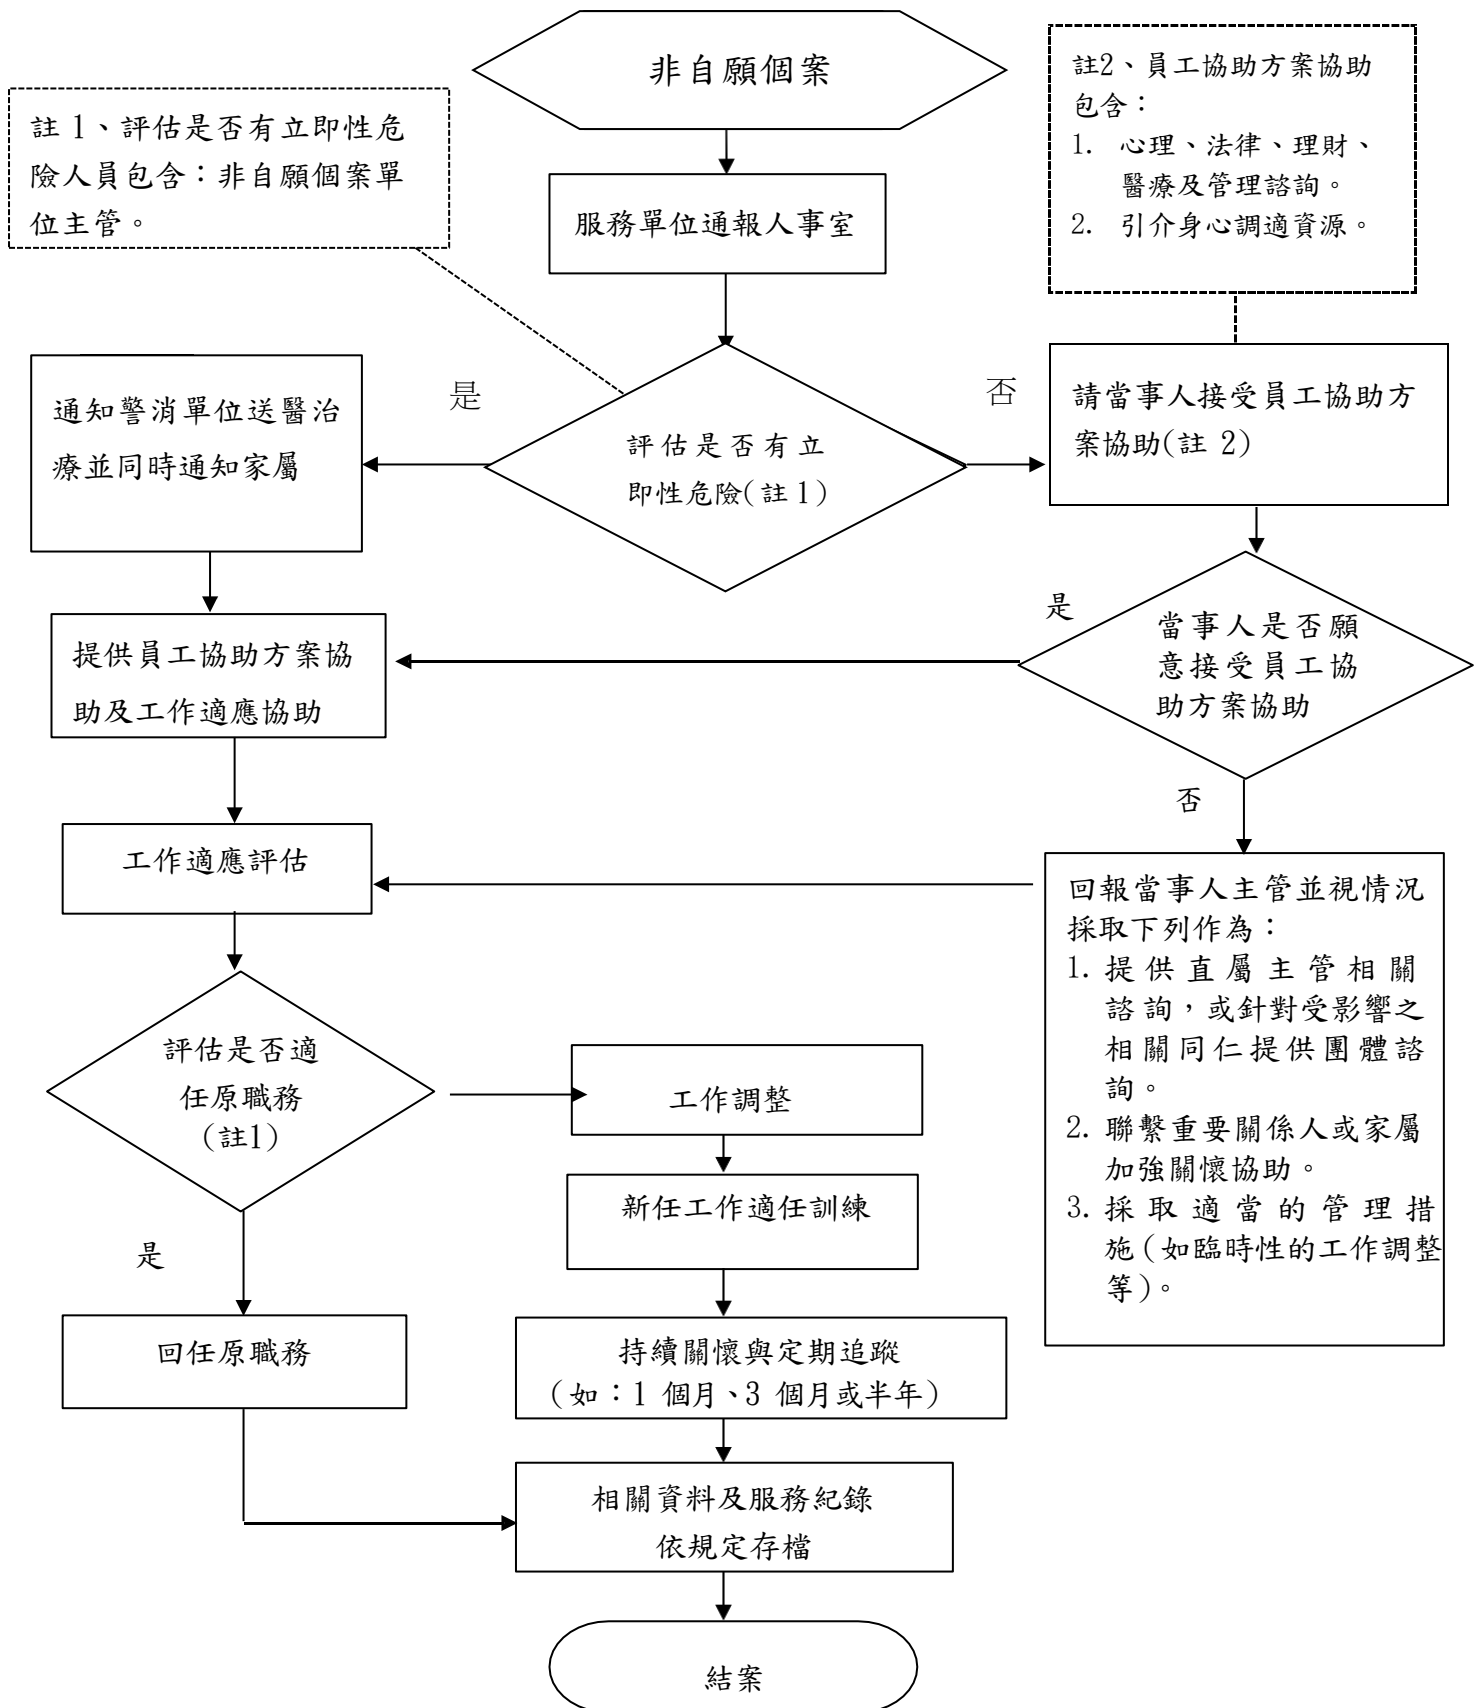 非自願個案
註 1、評估是否有立即性危
險人員包含：非自願個案單
位主管。
註2、員工協助方案協助
包含：
1. 心理、法律、理財、
醫療及管理諮詢。
2. 引介身心調適資源。
服務單位通報人事室
是
否
通知警消單位送醫治
療並同時通知家屬
評估是否有立
即性危險(註1)
請當事人接受員工協助方
案協助(註 2)
是
當事人是否願
意接受員工協
助方案協助
提供員工協助方案協
助及工作適應協助
否
工作適應評估
回報當事人主管並視情況
採取下列作為：
1. 提供直屬主管相關
諮詢，或針對受影響之
相關同仁提供團體諮
詢。
2. 聯繫重要關係人或家屬
加強關懷協助。
3. 採取適當的管理措
施(如臨時性的工作調整
等)。
評估是否適
任原職務
(註1)
工作調整
新任工作適任訓練
是
回任原職務
持續關懷與定期追蹤
(如：1 個月、3 個月或半年)
相關資料及服務紀錄
依規定存檔
結案